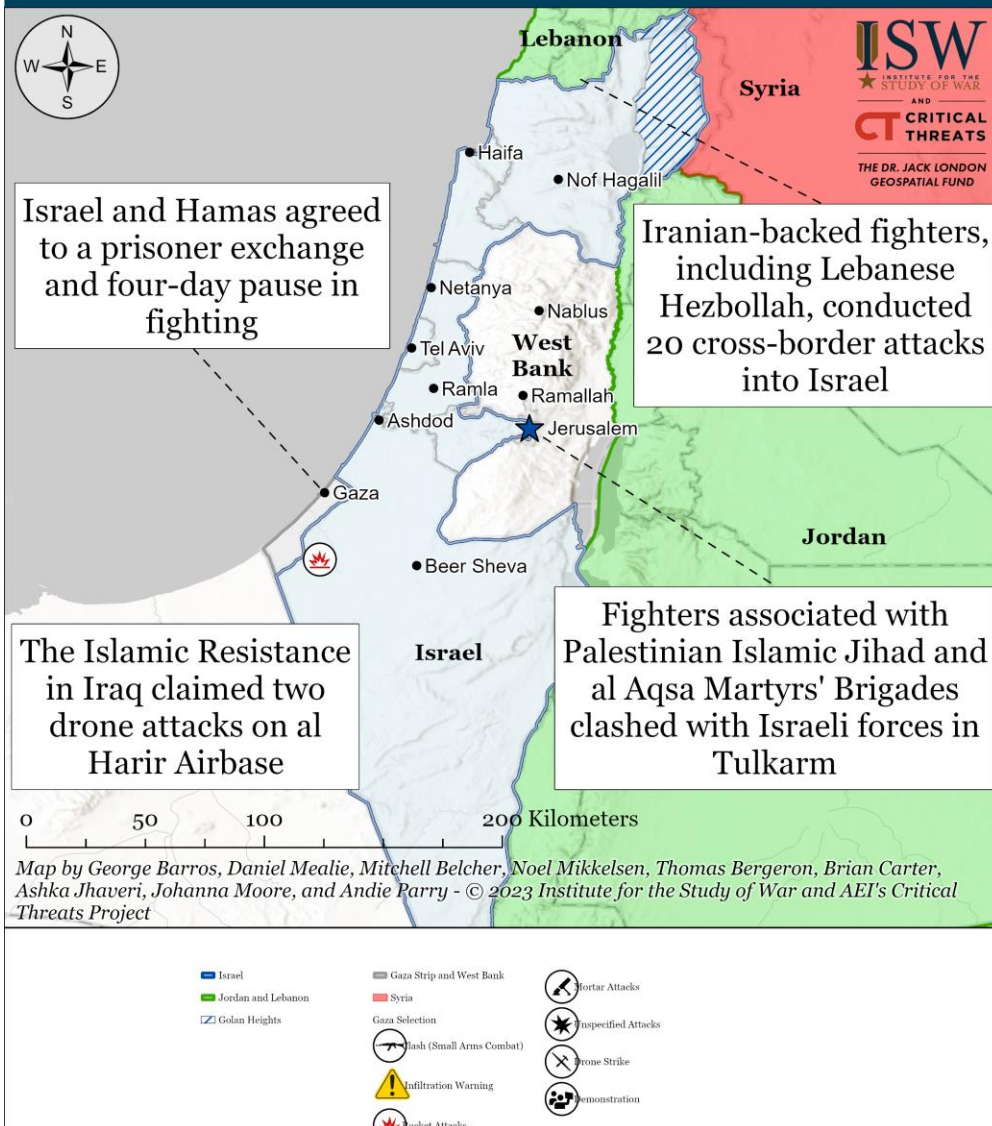 N
W E
S
Lebanon
Syria
ISW
INSTITUTE FOR THE
STUDY OF WAR
AND
CT CRITICAL
THREATS
THE DR. JACK LONDON
GEOSPATIAL FUND
Haifa
Nof Hagalil
Israel and Hamas agreed
to a prisoner exchange
and four-day pause in
fighting
Iranian-backed fighters,
including Lebanese
Hezbollah, conducted
20 cross-border attacks
into Israel
Netanya
Nablus
West
Bank
Tel Aviv
Ramla
Ramallah
Ashdod
Jerusalem
Gaza
Jordan
Beer Sheva
Israel
The Islamic Resistance
in Iraq claimed two
drone attacks on al
Harir Airbase
Fighters associated with
Palestinian Islamic Jihad and
al Aqsa Martyrs' Brigades
clashed with Israeli forces in
Tulkarm
0 50 100 200 Kilometers
Map by George Barros, Daniel Mealie, Mitchell Belcher, Noel Mikkelsen, Thomas Bergeron, Brian Carter,
Ashka Jhaveri, Johanna Moore, and Andie Parry - © 2023 Institute for the Study of War and AEI's Critical
Threats Project
Israel
Jordan and Lebanon
Golan Heights
Gaza Strip and West Bank
Syria
Gaza Selection
Clash (Small Arms Combat)
Infiltration Warning
Rocket Attacks
Mortar Attacks
Unspecified Attacks
Drone Strike
Demonstration